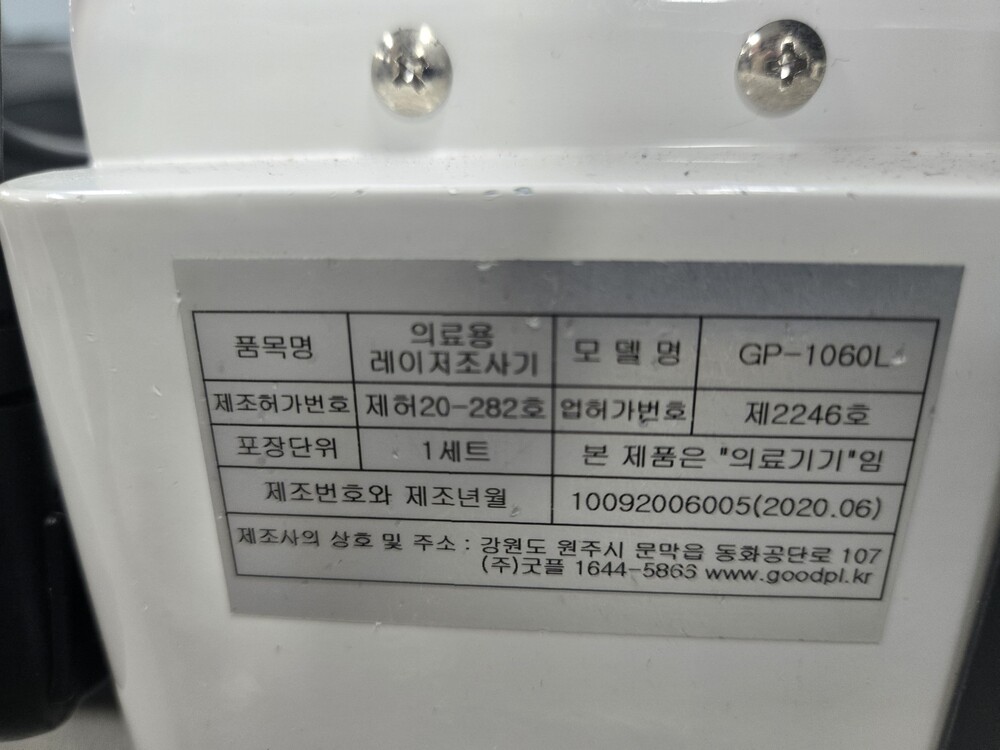 품목명 의료용 레이저조사기 모델명 GP-1060L
제조허가번호 제허20-282호 업허가번호 제2246호
포장단위 1세트 본 제품은 "의료기기"임
제조번호와 제조년월 10092006005(2020.06)
제조사의 상호 및 주소 : 강원도 원주시 문막읍 동화공단로 107
(주)굿플 1644-5866 www.goodpl.kr